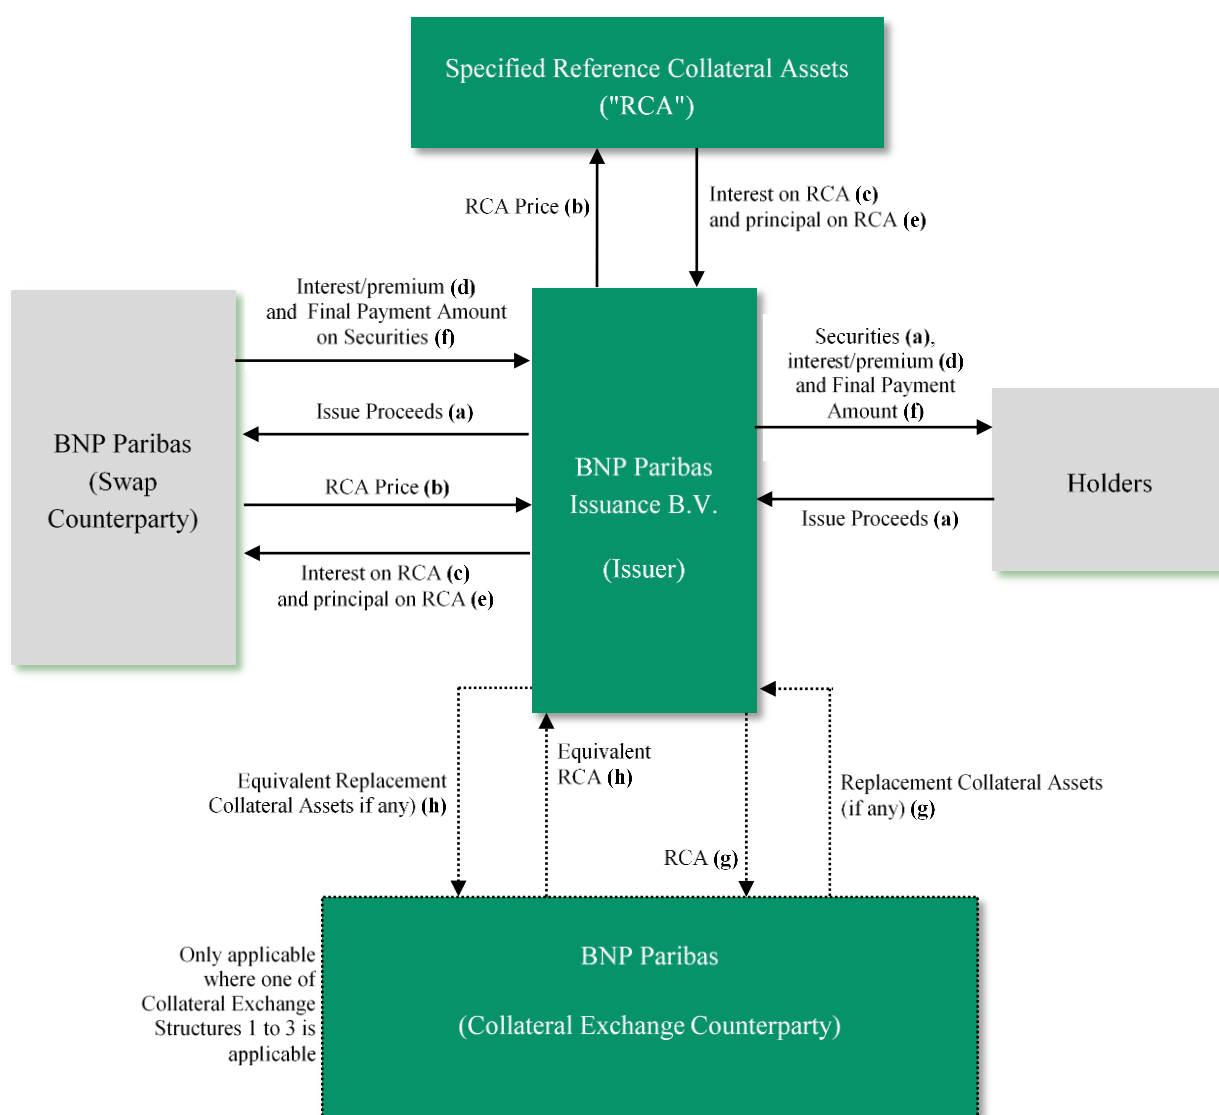 Specified Reference Collateral Assets
("RCA")
RCA Price (b)
Interest on RCA (c)
and principal on RCA (e)
Interest/premium (d)
and Final Payment Amount
on Securities (f)
Issue Proceeds (a)
RCA Price (b)
Interest on RCA (c)
and principal on RCA (e)
BNP Paribas
(Swap
Counterparty)
BNP Paribas
Issuance B.V.
(Issuer)
Securities (a),
interest/premium (d)
and Final Payment
Amount (f)
Issue Proceeds (a)
Holders
Equivalent Replacement
Collateral Assets if any) (h)
Equivalent
RCA (h)
RCA (g)
Replacement Collateral Assets
(if any) (g)
Only applicable
where one of
Collateral Exchange
Structures 1 to 3 is
applicable
BNP Paribas
(Collateral Exchange Counterparty)